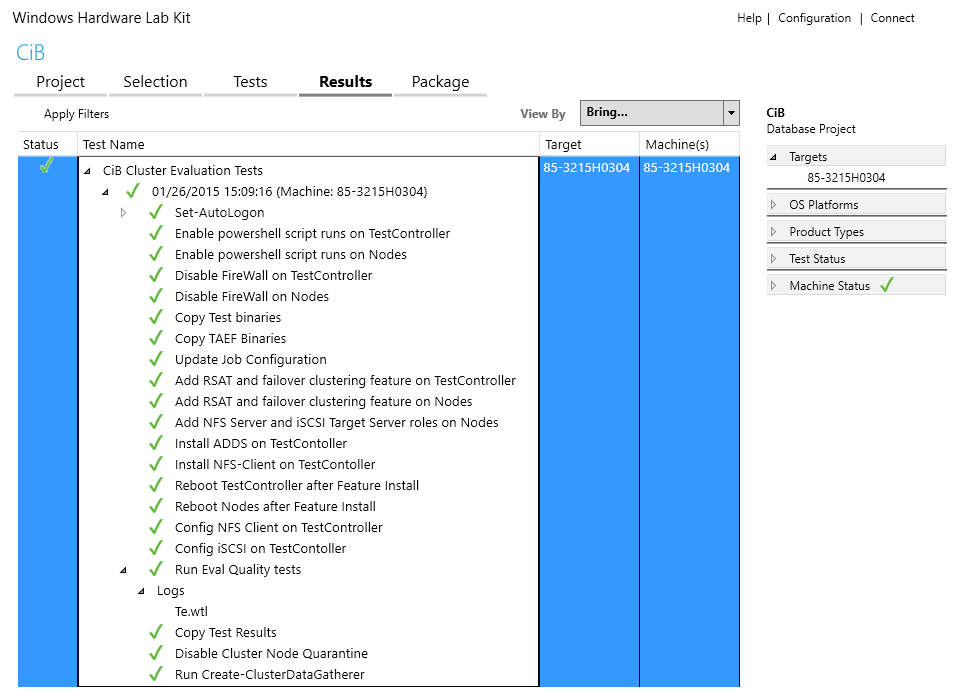 Windows Hardware Lab Kit
Help | Configuration | Connect
CiB
Project Selection Tests Results Package
Apply Filters
View By Bring...
Status Test Name Target Machine(s)
85-3215H0304 85-3215H0304
CiB Cluster Evaluation Tests
01/26/2015 15:09:16 (Machine: 85-3215H0304)
Set-AutoLogon
Enable powershell script runs on TestController
Enable powershell script runs on Nodes
Disable FireWall on TestController
Disable FireWall on Nodes
Copy Test binaries
Copy TAEF Binaries
Update Job Configuration
Add RSAT and failover clustering feature on TestController
Add RSAT and failover clustering feature on Nodes
Add NFS Server and iSCSI Target Server roles on Nodes
Install ADDS on TestContoller
Install NFS-Client on TestContoller
Reboot TestController after Feature Install
Reboot Nodes after Feature Install
Config NFS Client on TestController
Config iSCSI on TestContoller
Run Eval Quality tests
Logs
Te.wtl
Copy Test Results
Disable Cluster Node Quarantine
Run Create-ClusterDataGatherer
CiB
Database Project
Targets
85-3215H0304
OS Platforms
Product Types
Test Status
Machine Status